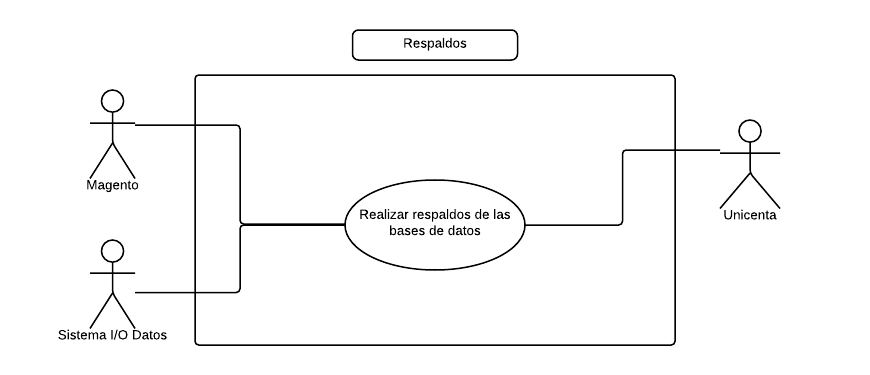 Respaldos
Magento
Realizar respaldos de las
bases de datos
Unicenta
Sistema I/O Datos